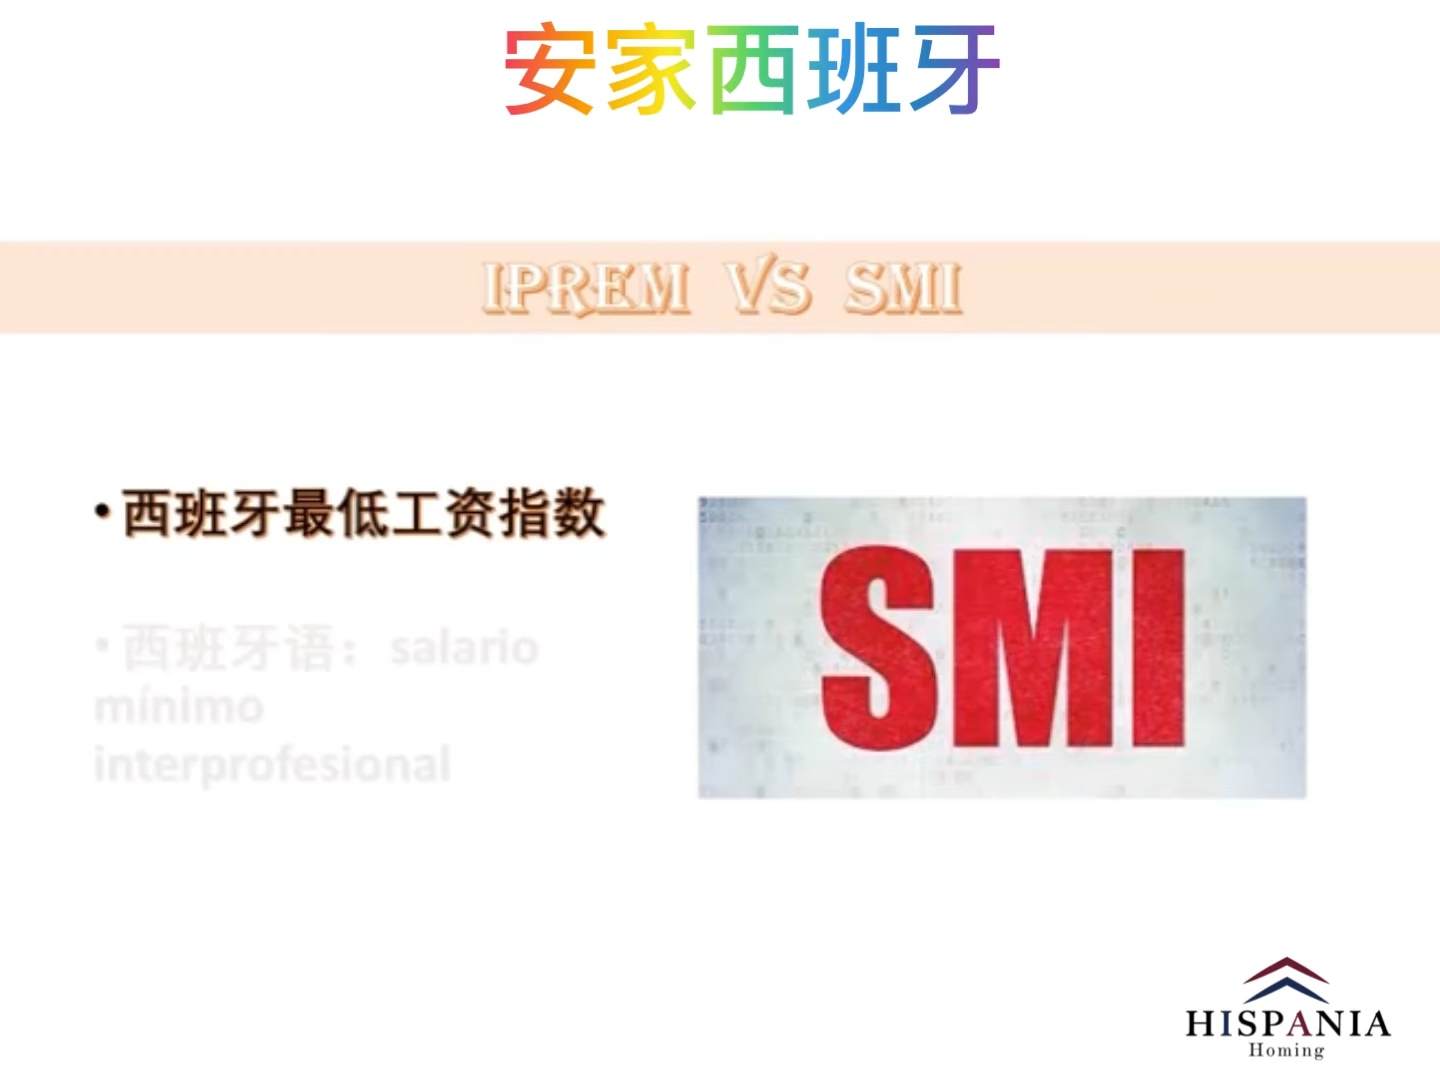 安家西班牙
IPREM VS SMI
• 西班牙最低工资指数
• 西班牙语：salario
mínimo
interprofesional
SMI
HISPANIA
Homing